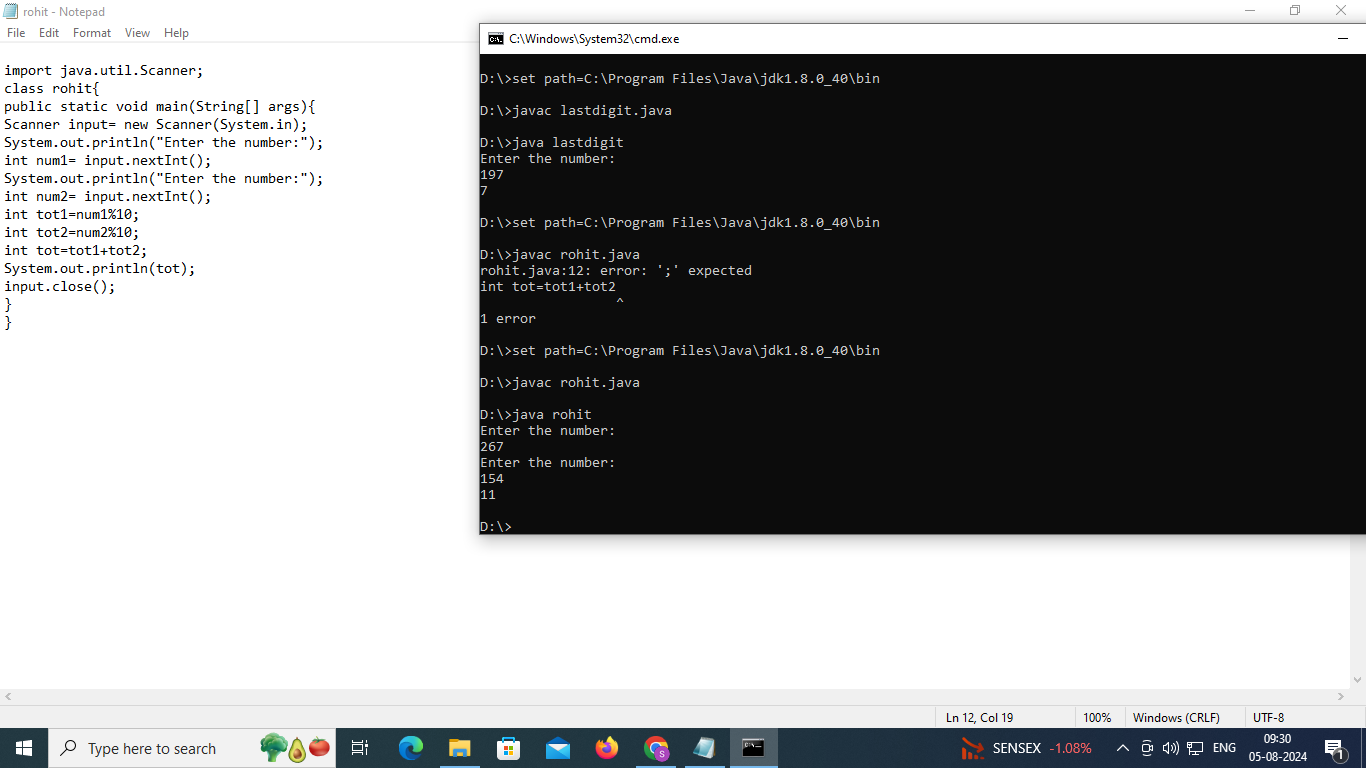 rohit - Notepad
File Edit Format View Help
import java.util.Scanner;
class rohit{
public static void main(String[] args){
Scanner input= new Scanner(System.in);
System.out.println("Enter the number:");
int num1= input.nextInt();
System.out.println("Enter the number:");
int num2= input.nextInt();
int tot1=num1%10;
int tot2=num2%10;
int tot=tot1+tot2;
System.out.println(tot);
input.close();
}
}
C:\Windows\System32\cmd.exe
D:\>set path=C:\Program Files\Java\jdk1.8.0_40\bin
D:\>javac lastdigit.java
D:\>java lastdigit
Enter the number:
197
7
D:\>set path=C:\Program Files\Java\jdk1.8.0_40\bin
D:\>javac rohit.java
rohit.java:12: error: ';' expected
int tot=tot1+tot2
^
1 error
D:\>set path=C:\Program Files\Java\jdk1.8.0_40\bin
D:\>javac rohit.java
D:\>java rohit
Enter the number:
267
Enter the number:
154
11
D:\>
Ln 12, Col 19 100% Windows (CRLF) UTF-8
Type here to search
SENSEX -1.08%
ENG
09:30
05-08-2024
1